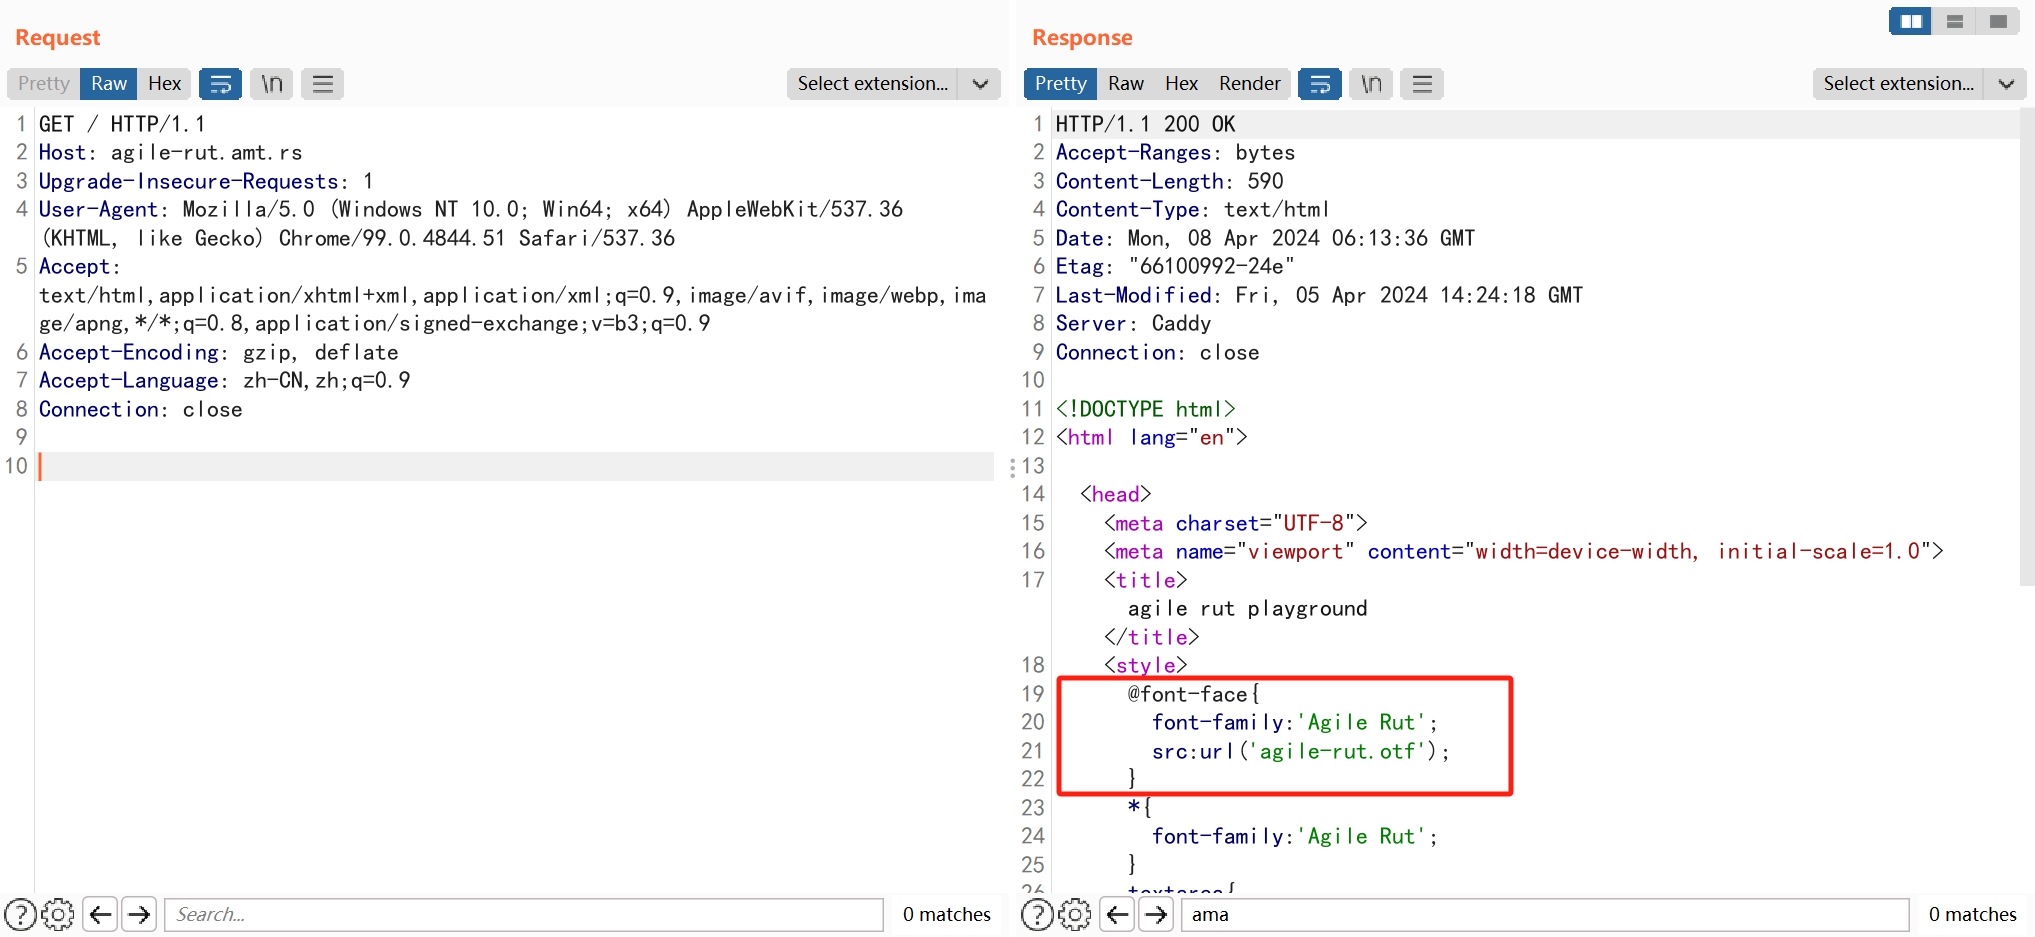 Request
Pretty Raw Hex \n
Select extension...
1 GET / HTTP/1.1
2 Host: agile-rut.amt.rs
3 Upgrade-Insecure-Requests: 1
4 User-Agent: Mozilla/5.0 (Windows NT 10.0; Win64; x64) AppleWebKit/537.36
(KHTML, like Gecko) Chrome/99.0.4844.51 Safari/537.36
5 Accept:
text/html,application/xhtml+xml,application/xml;q=0.9,image/avif,image/webp,ima
ge/apng,*/*;q=0.8,application/signed-exchange;v=b3;q=0.9
6 Accept-Encoding: gzip, deflate
7 Accept-Language: zh-CN,zh;q=0.9
8 Connection: close
9
10
Search...
0 matches
Response
Pretty Raw Hex Render \n
Select extension...
1 HTTP/1.1 200 OK
2 Accept-Ranges: bytes
3 Content-Length: 590
4 Content-Type: text/html
5 Date: Mon, 08 Apr 2024 06:13:36 GMT
6 Etag: "66100992-24e"
7 Last-Modified: Fri, 05 Apr 2024 14:24:18 GMT
8 Server: Caddy
9 Connection: close
10
11 <!DOCTYPE html>
12 <html lang="en">
13
14 <head>
15 <meta charset="UTF-8">
16 <meta name="viewport" content="width=device-width, initial-scale=1.0">
17 <title>
agile rut playground
</title>
18 <style>
19 @font-face{
20 font-family:'Agile Rut';
21 src:url('agile-rut.otf');
22 }
23 *{
24 font-family:'Agile Rut';
25 }
26 textarea{
ama
0 matches